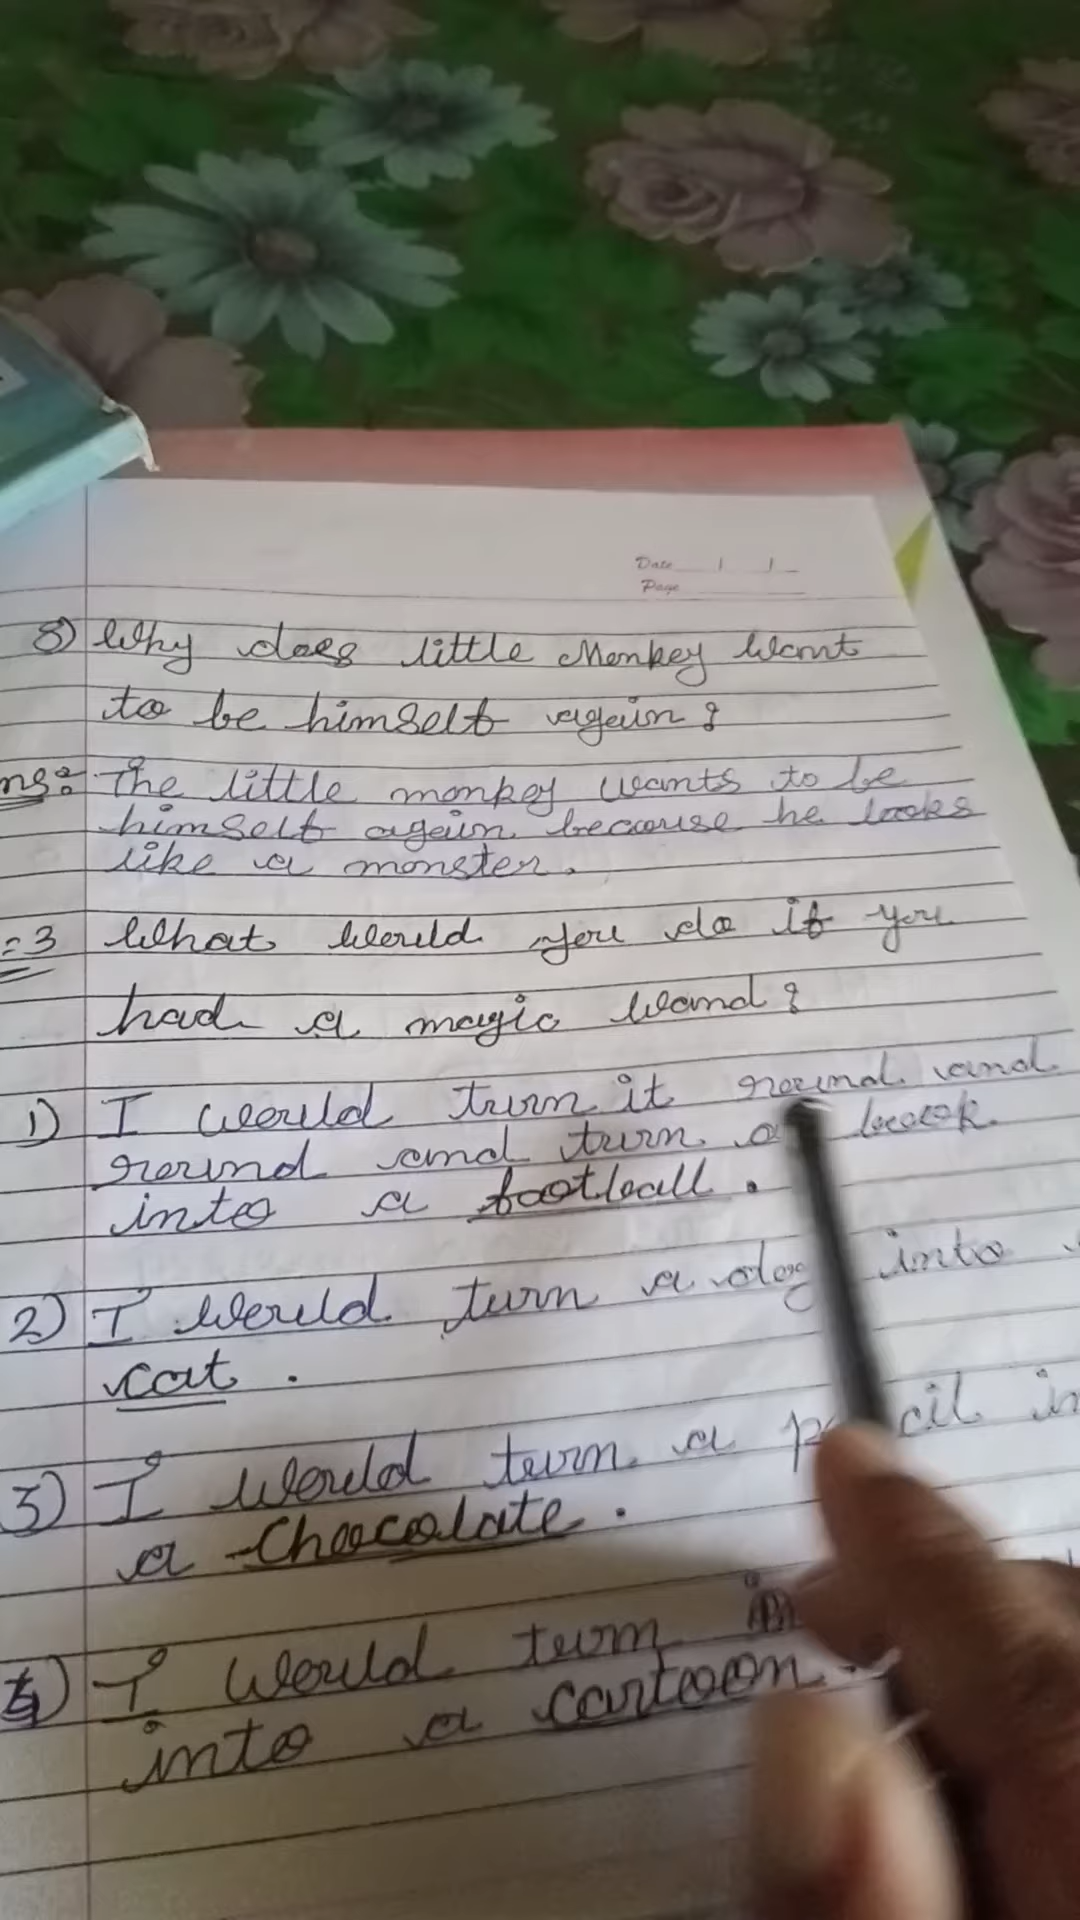 Date
Page
8) Why does little Monkey Want
to be himself again?
ns: The little monkey wants to be
himself again because he looks
like a monster.
=3 What Would you do if you
had a magic Wand?
1) I would turn it round and
round and turn a book
into a football.
2) I Would turn a dog into
cat.
3) I Would turn a in
a Choocolate.
4) I Would turn
into a cartoon.